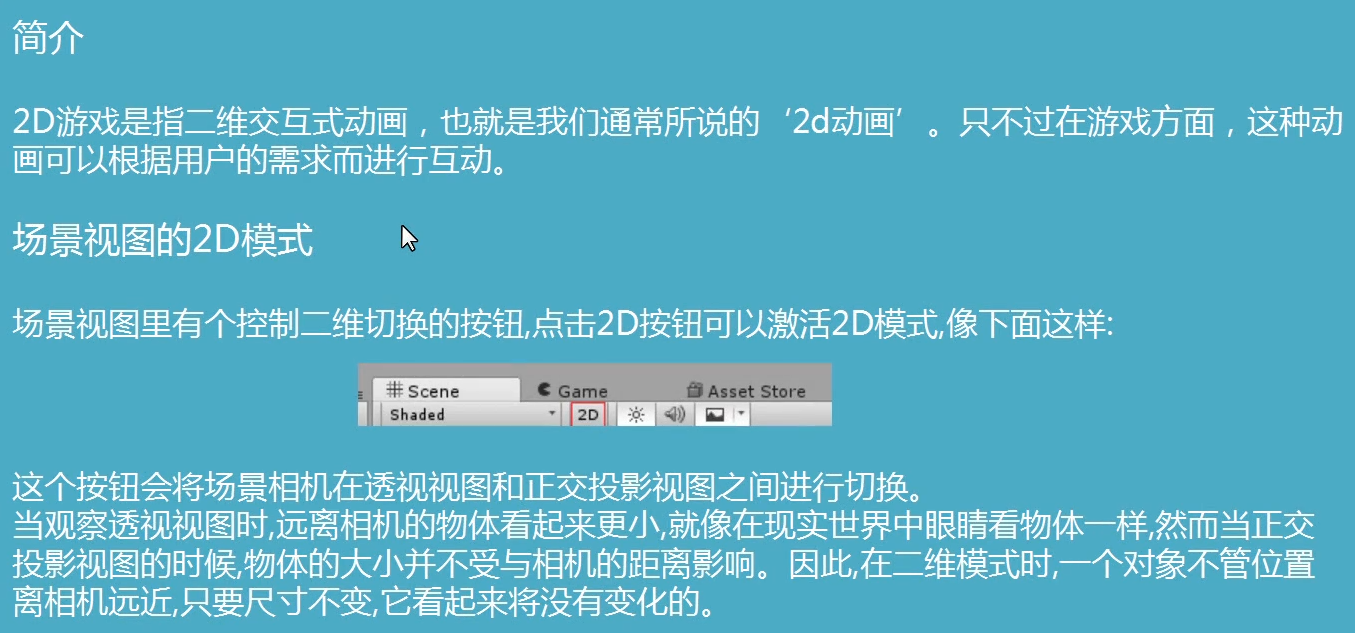 简介
2D游戏是指二维交互式动画，也就是我们通常所说的‘2d动画’。只不过在游戏方面，这种动
画可以根据用户的需求而进行互动。
场景视图的2D模式
场景视图里有个控制二维切换的按钮,点击2D按钮可以激活2D模式,像下面这样:
Scene Game Asset Store
Shaded 2D
这个按钮会将场景相机在透视视图和正交投影视图之间进行切换。
当观察透视视图时,远离相机的物体看起来更小,就像在现实世界中眼睛看物体一样,然而当正交
投影视图的时候,物体的大小并不受与相机的距离影响。因此,在二维模式时,一个对象不管位置
离相机远近,只要尺寸不变,它看起来将没有变化的。